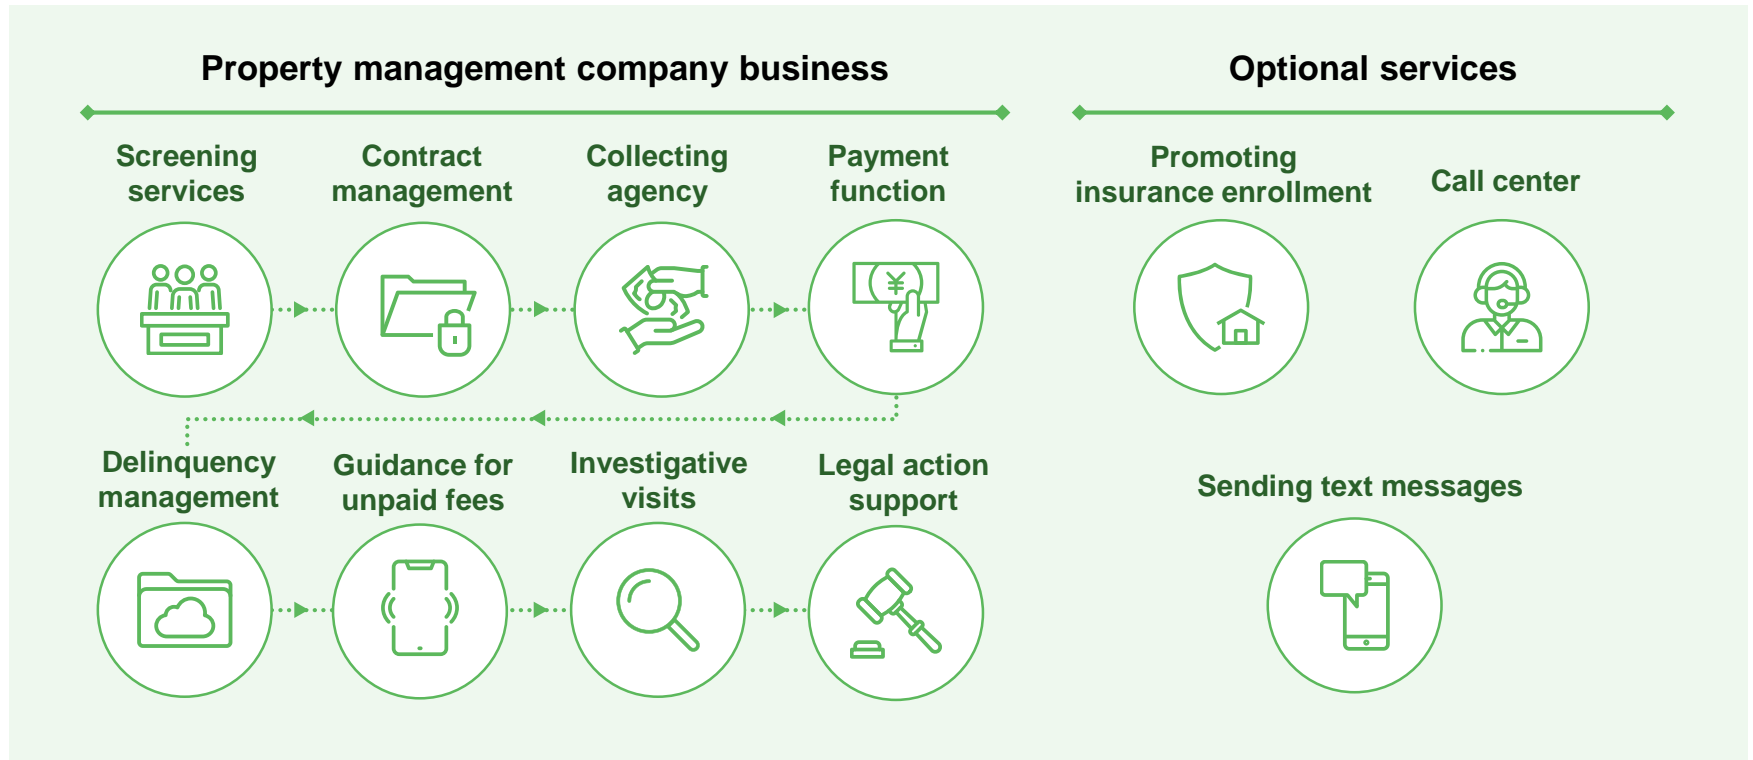 Property management company business
Optional services
Screening
services
Contract
management
Collecting
agency
Payment
function
Promoting
insurance enrollment
Call center
¥
Delinquency
management
Guidance for
unpaid fees
Investigative
visits
Legal action
support
Sending text messages